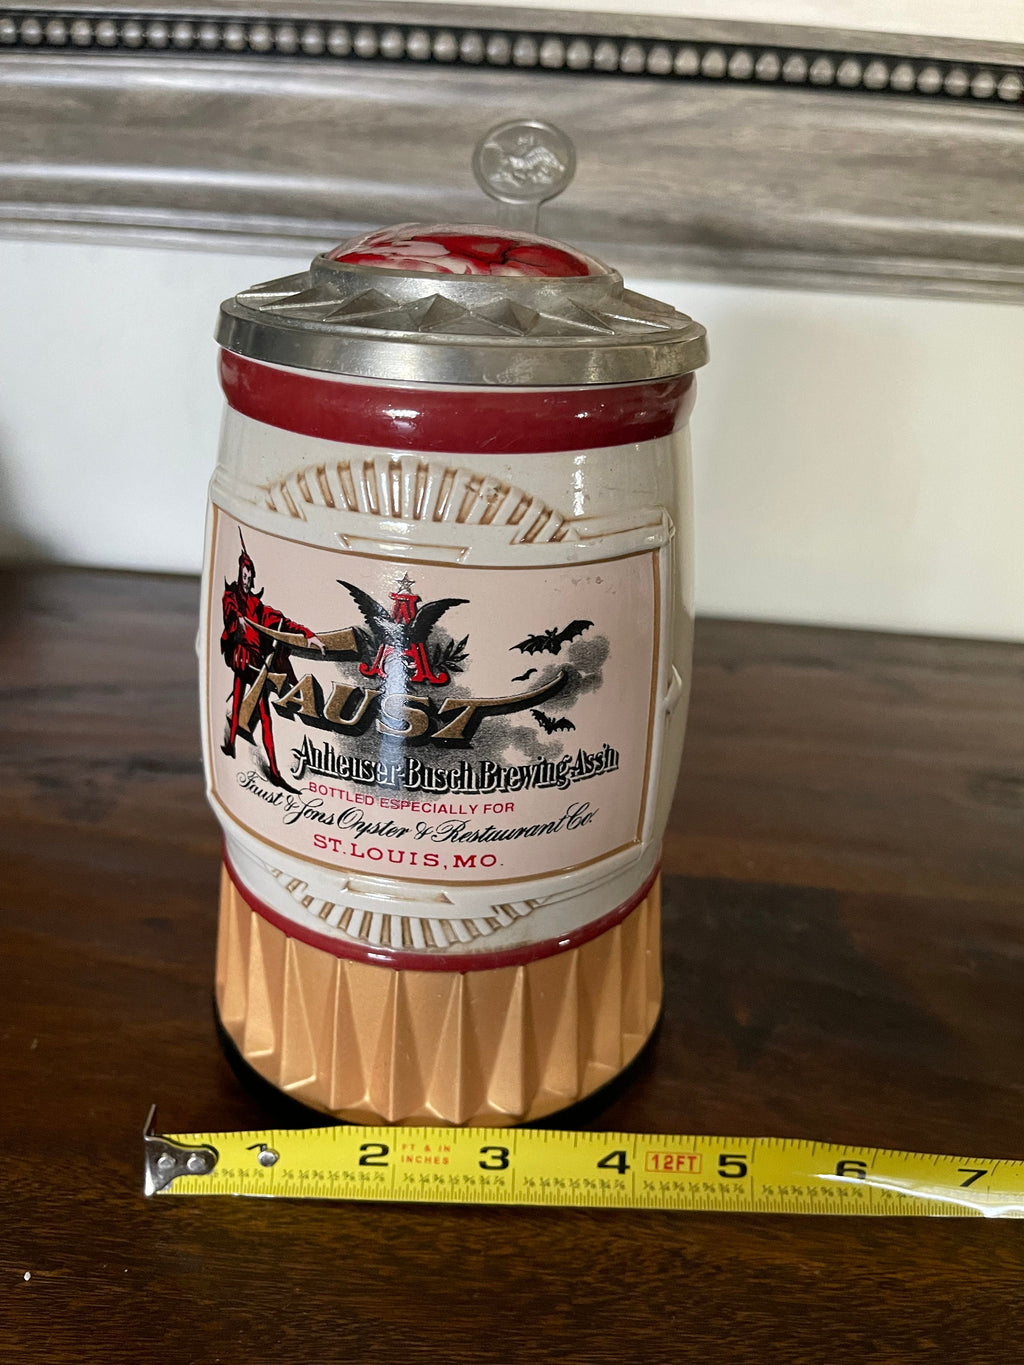 FAUST
Anheuser-Busch Brewing Ass'n
BOTTLED ESPECIALLY FOR
Faust & Sons Oyster & Restaurant Co.
ST. LOUIS, MO.
1 2 FT & IN INCHES 3 4 12FT 5 6 7